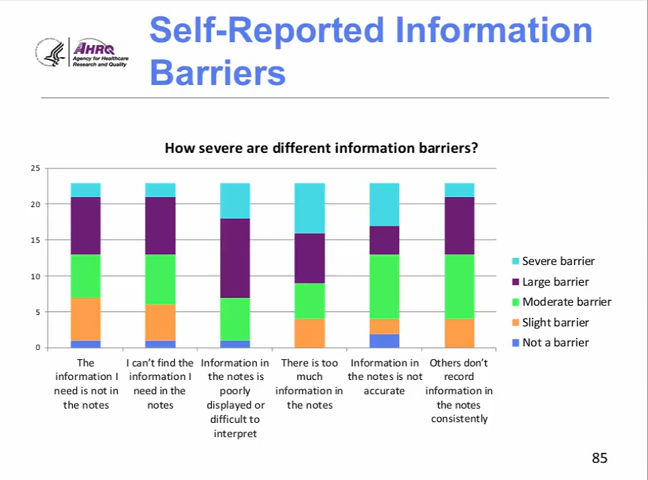 AHRQ
Agency for Healthcare
Research and Quality
Self-Reported Information
Barriers
How severe are different information barriers?
25
20
15
10
5
0
The
information I
need is not in
the notes
I can't find the
information I
need in the
notes
Information in
the notes is
poorly
displayed or
difficult to
interpret
There is too
much
information in
the notes
Information in
the notes is not
accurate
Others don't
record
information in
the notes
consistently
Severe barrier
Large barrier
Moderate barrier
Slight barrier
Not a barrier
85